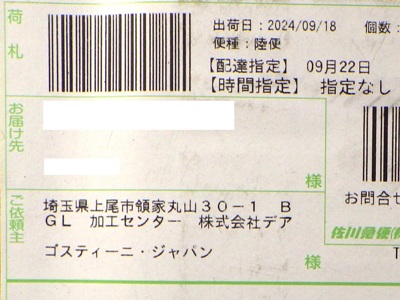 荷札
出荷日：2024/09/18　個数：
便種：陸便
【配達指定】　09月22日
【時間指定】　指定なし
お届け先
様
お問合せ
ご依頼主
埼玉県上尾市領家丸山３０－１　Ｂ
ＧＬ　加工センター　株式会社デア
ゴスティーニ・ジャパン
様
佐川急便㈱
T